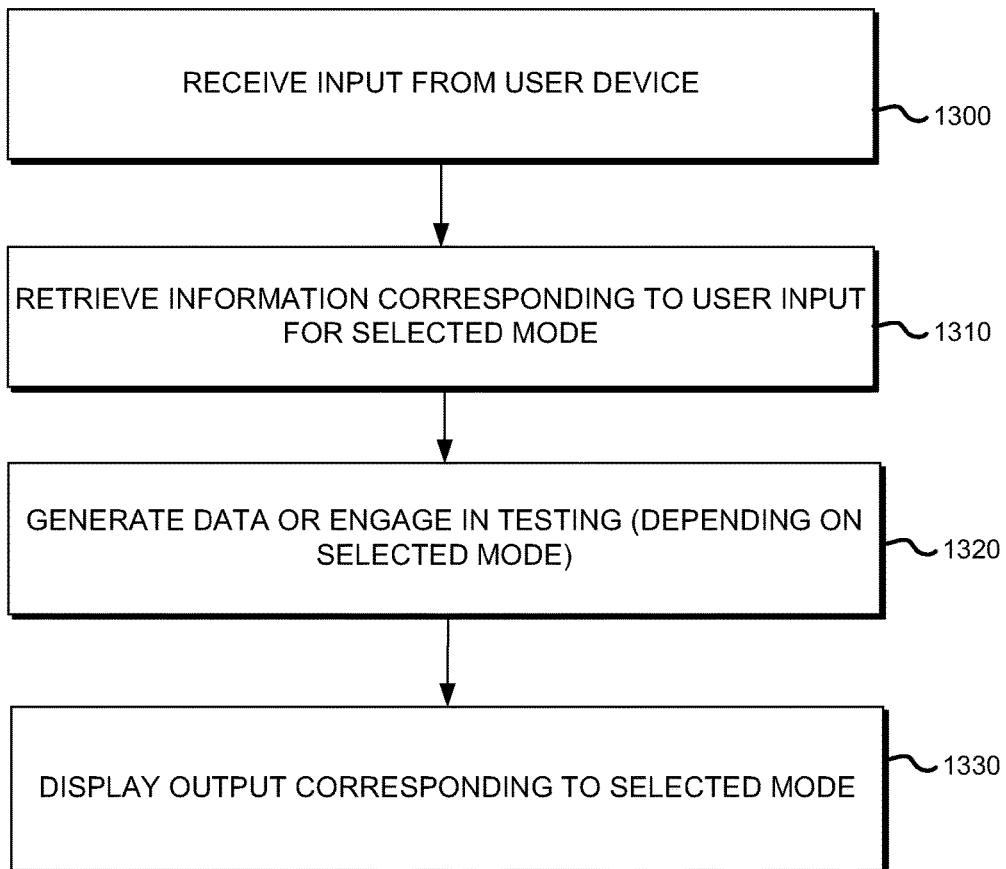 RECEIVE INPUT FROM USER DEVICE
1300
RETRIEVE INFORMATION CORRESPONDING TO USER INPUT
FOR SELECTED MODE
1310
GENERATE DATA OR ENGAGE IN TESTING (DEPENDING ON
SELECTED MODE)
1320
DISPLAY OUTPUT CORRESPONDING TO SELECTED MODE
1330